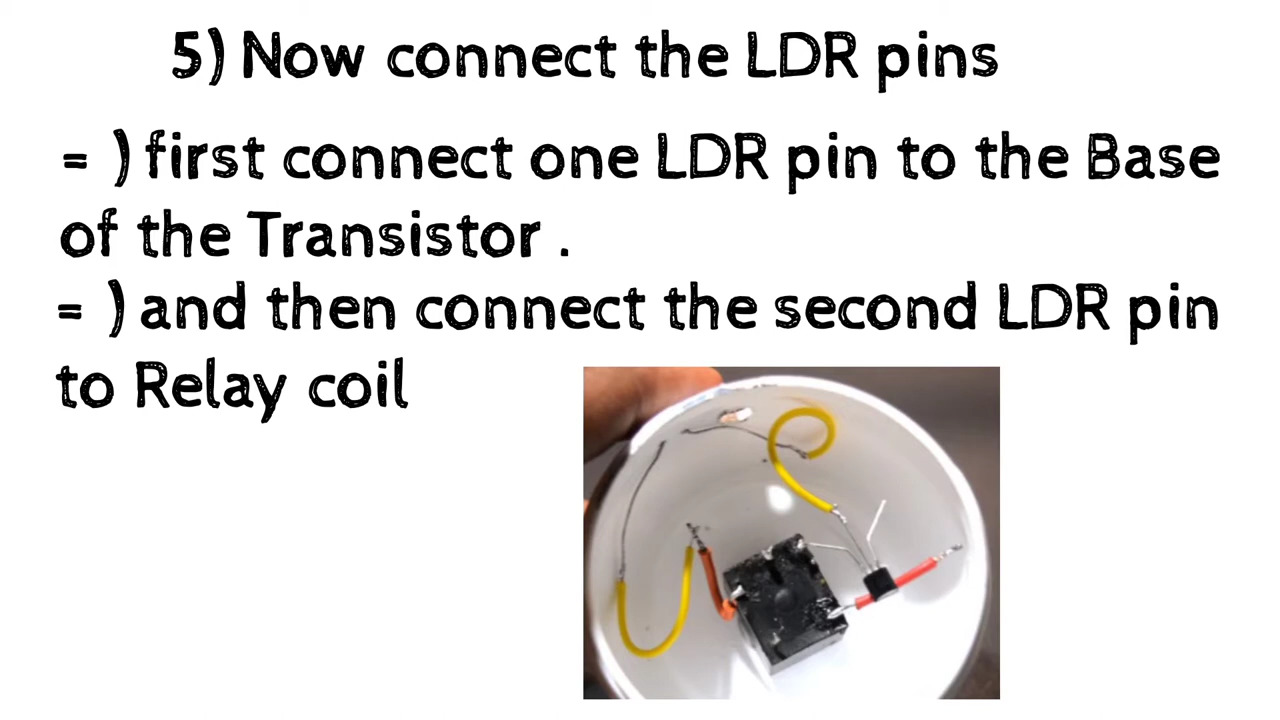 5) Now connect the LDR pins
= ) first connect one LDR pin to the Base
of the Transistor .
= ) and then connect the second LDR pin
to Relay coil